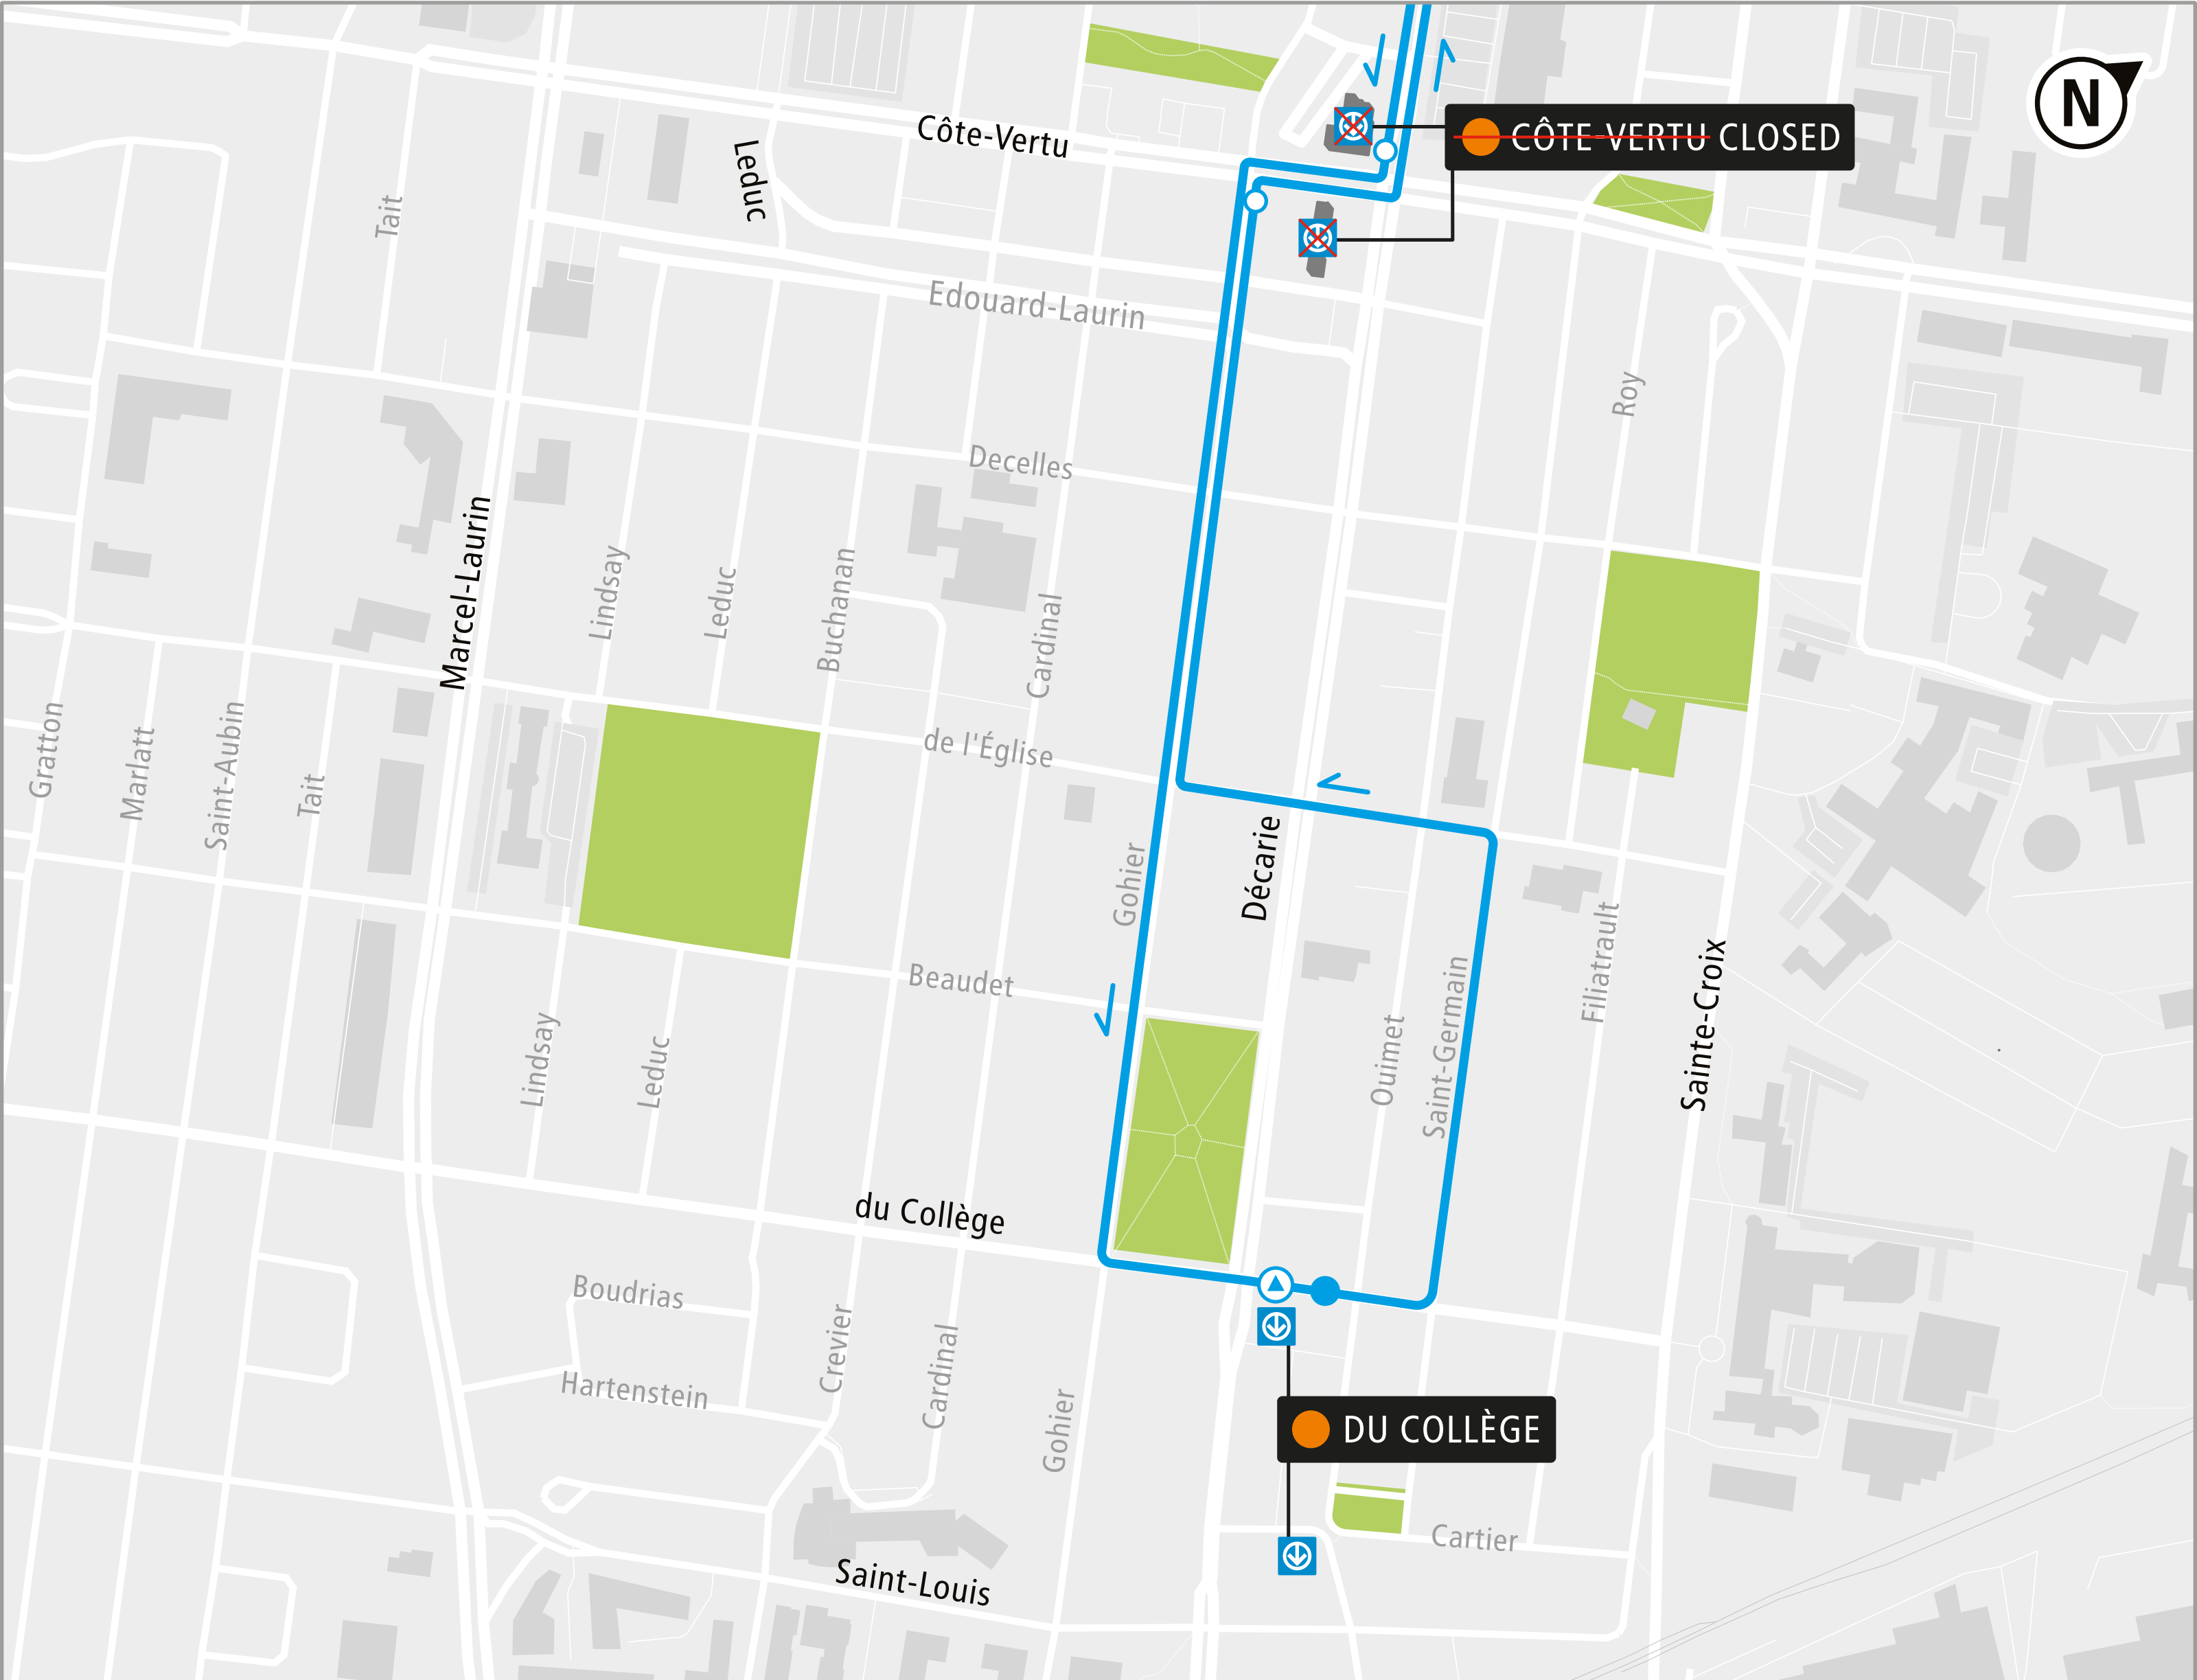 N
CÔTE-VERTU CLOSED
Côte-Vertu
Leduc
Tait
Edouard-Laurin
Roy
Decelles
Marcel-Laurin
Lindsay
Leduc
Buchanan
Cardinal
Gratton
Marlatt
Saint-Aubin
Tait
de l'Église
Gohier
Décarie
Filiatrault
Sainte-Croix
Beaudet
Lindsay
Leduc
Ouimet
Saint-Germain
du Collège
Boudrias
Crevier
Cardinal
Hartenstein
Gohier
DU COLLÈGE
Cartier
Saint-Louis